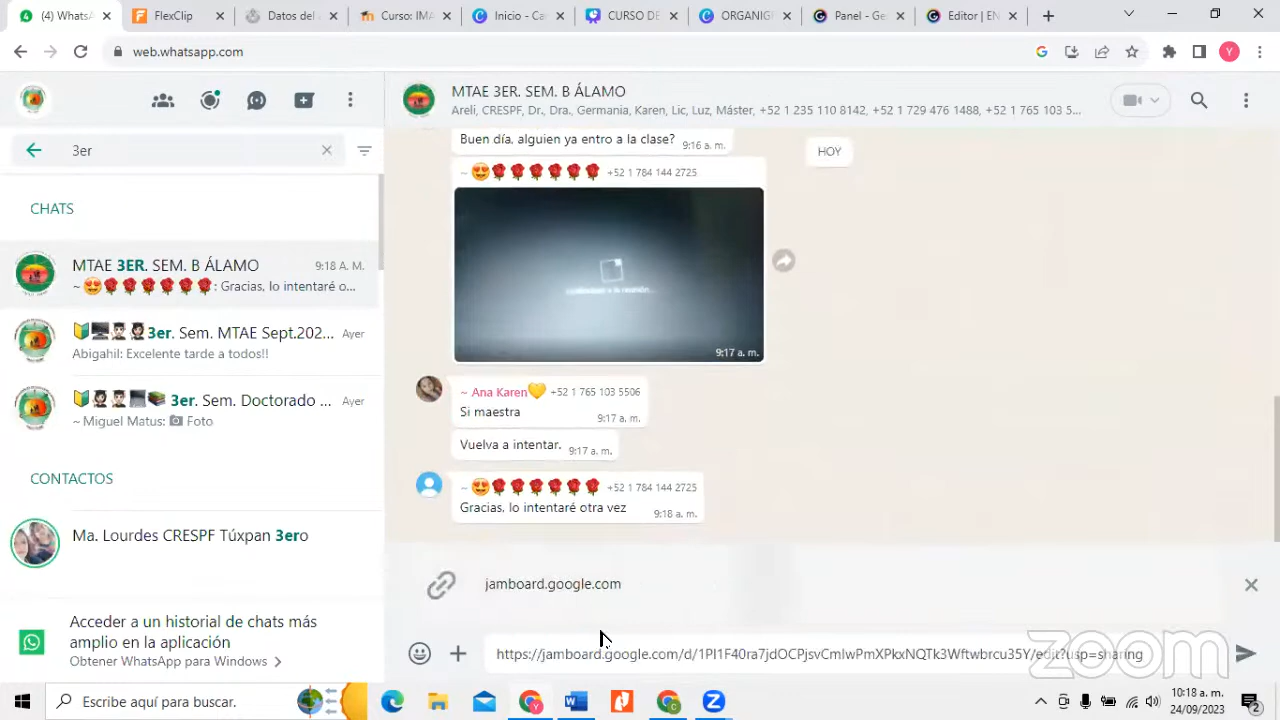 (4) WhatsA
FlexClip
Datos del a
Curso: IMA
Inicio - Ca
CURSO DE
ORGANIGR
Panel - Ge
Editor | EN
web.whatsapp.com
3er
CHATS
MTAE 3ER. SEM. B ÁLAMO
9:18 A. M.
~😍🌹🌹🌹🌹🌹🌹: Gracias, lo intentaré o...
3er. Sem. MTAE Sept.202...
Ayer
Abigahil: Excelente tarde a todos!!
3er. Sem. Doctorado ...
Ayer
~ Miguel Matus: Foto
CONTACTOS
Ma. Lourdes CRESPF Túxpan 3ero
Acceder a un historial de chats más
amplio en la aplicación
Obtener WhatsApp para Windows
MTAE 3ER. SEM. B ÁLAMO
Areli, CRESPF, Dr., Dra., Germania, Karen, Lic, Luz, Máster, +52 1 235 110 8142, +52 1 729 476 1488, +52 1 765 103 5...
Buen día, alguien ya entro a la clase?
9:16 a. m.
HOY
~ 😍🌹🌹🌹🌹🌹🌹 +52 1 784 144 2725
9:17 a. m.
~ Ana Karen💛 +52 1 765 103 5506
Si maestra
9:17 a. m.
Vuelva a intentar.
9:17 a. m.
~ 😍🌹🌹🌹🌹🌹🌹 +52 1 784 144 2725
Gracias, lo intentaré otra vez
9:18 a. m.
jamboard.google.com
https://jamboard.google.com/d/1PI1F40ra7jdOCPjsvCmIwPmXPkxNQTk3Wftwbrcu35Y/edit?usp=sharing
zoom
Escribe aquí para buscar.
10:18 a. m.
24/09/2023
2